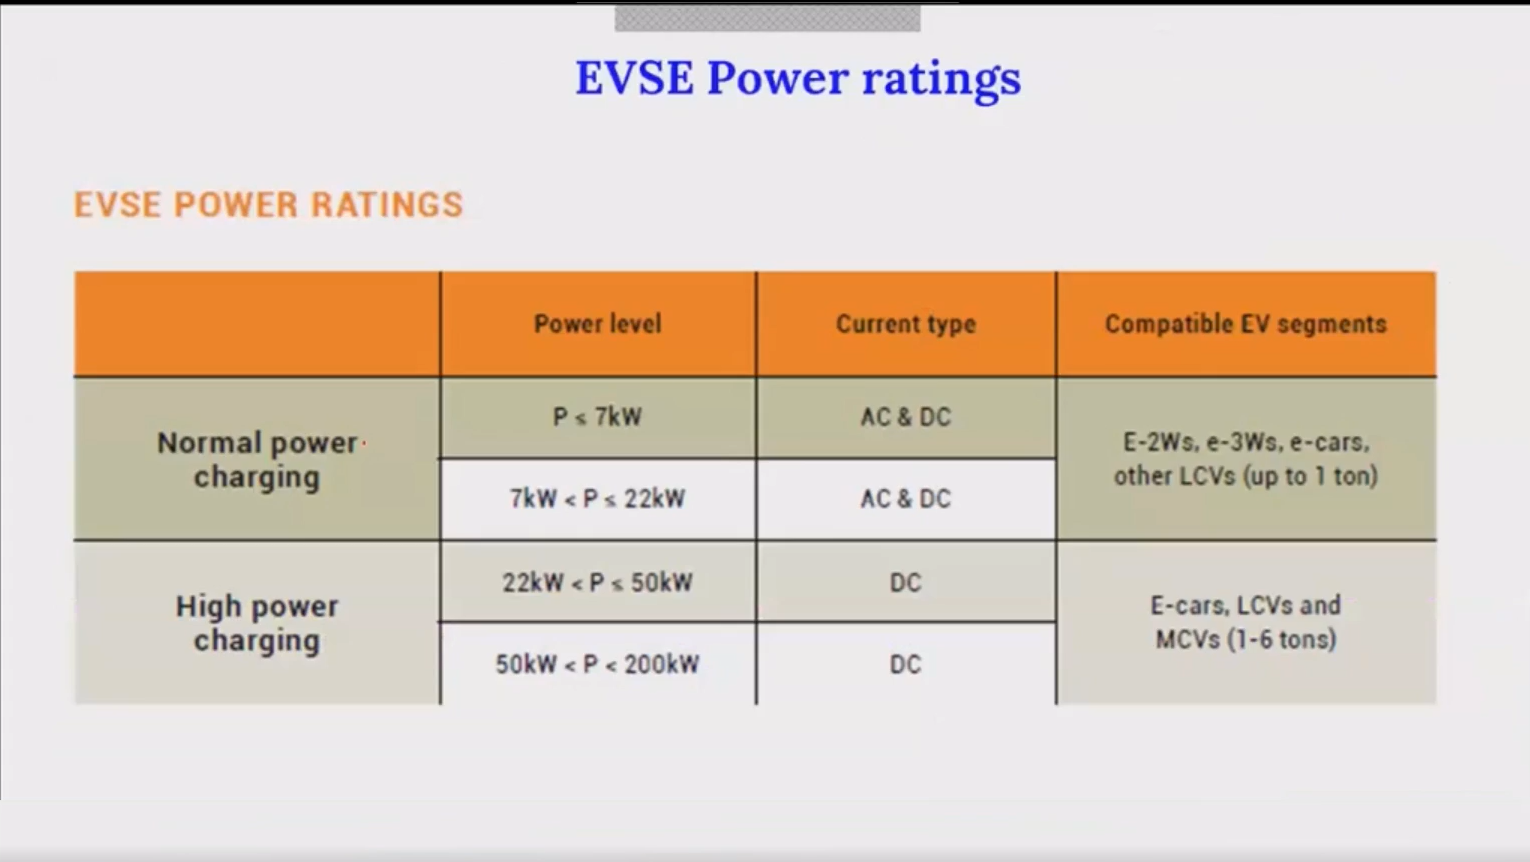 EVSE Power ratings
EVSE POWER RATINGS
Power level
Current type
Compatible EV segments
Normal power
charging
P ≤ 7kW
AC & DC
E-2Ws, e-3Ws, e-cars,
other LCVs (up to 1 ton)
7kW < P ≤ 22kW
AC & DC
High power
charging
22kW < P ≤ 50kW
DC
E-cars, LCVs and
MCVs (1-6 tons)
50kW < P < 200kW
DC